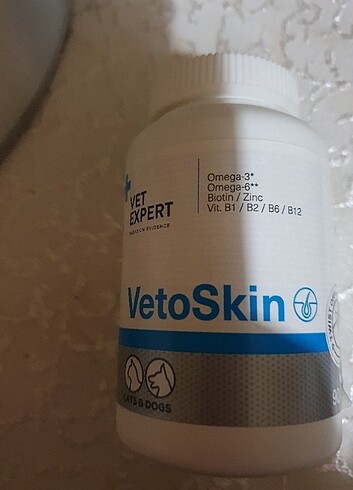 Omega-3*
Omega-6**
Biotin / Zinc
Vit. B1 / B2 / B6 / B12
VET
EXPERT
VetoSkin
CATS & DOGS